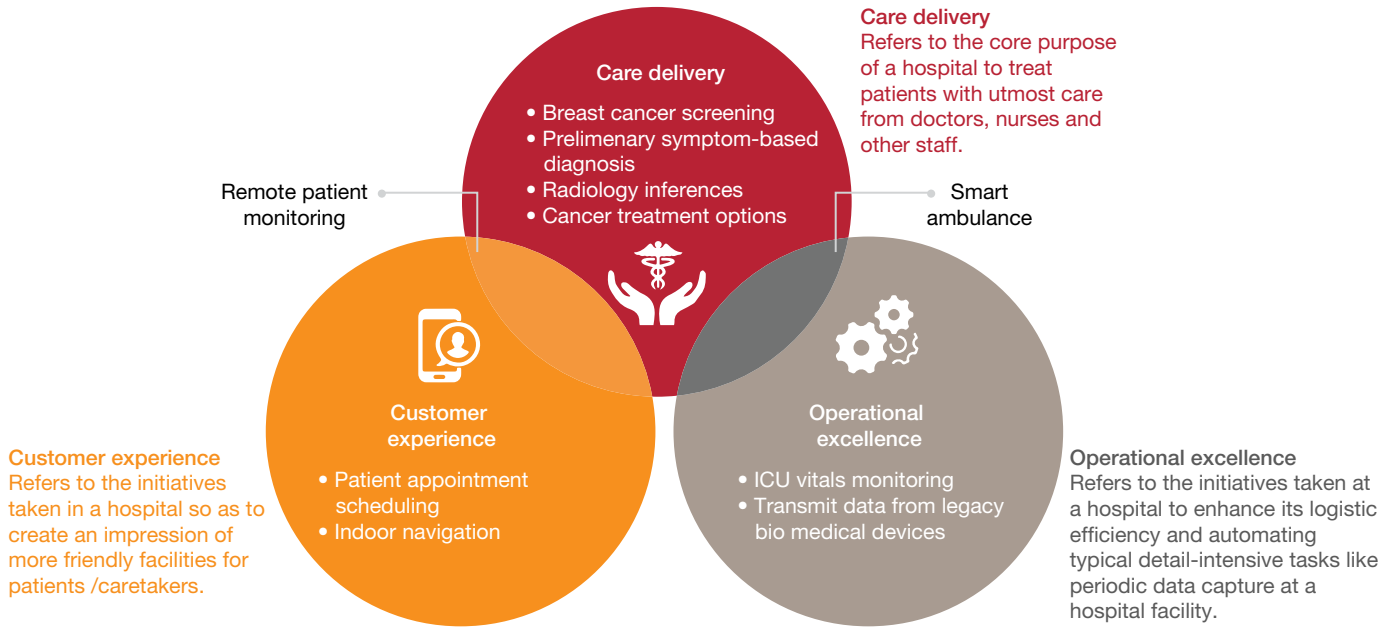 Care delivery
Refers to the core purpose
of a hospital to treat
patients with utmost care
from doctors, nurses and
other staff.
Care delivery
• Breast cancer screening
• Prelimenary symptom-based
diagnosis
• Radiology inferences
• Cancer treatment options
Remote patient
monitoring
Smart
ambulance
Customer
experience
• Patient appointment
scheduling
• Indoor navigation
Operational
excellence
• ICU vitals monitoring
• Transmit data from legacy
bio medical devices
Customer experience
Refers to the initiatives
taken in a hospital so as to
create an impression of
more friendly facilities for
patients /caretakers.
Operational excellence
Refers to the initiatives taken at
a hospital to enhance its logistic
efficiency and automating
typical detail-intensive tasks like
periodic data capture at a
hospital facility.